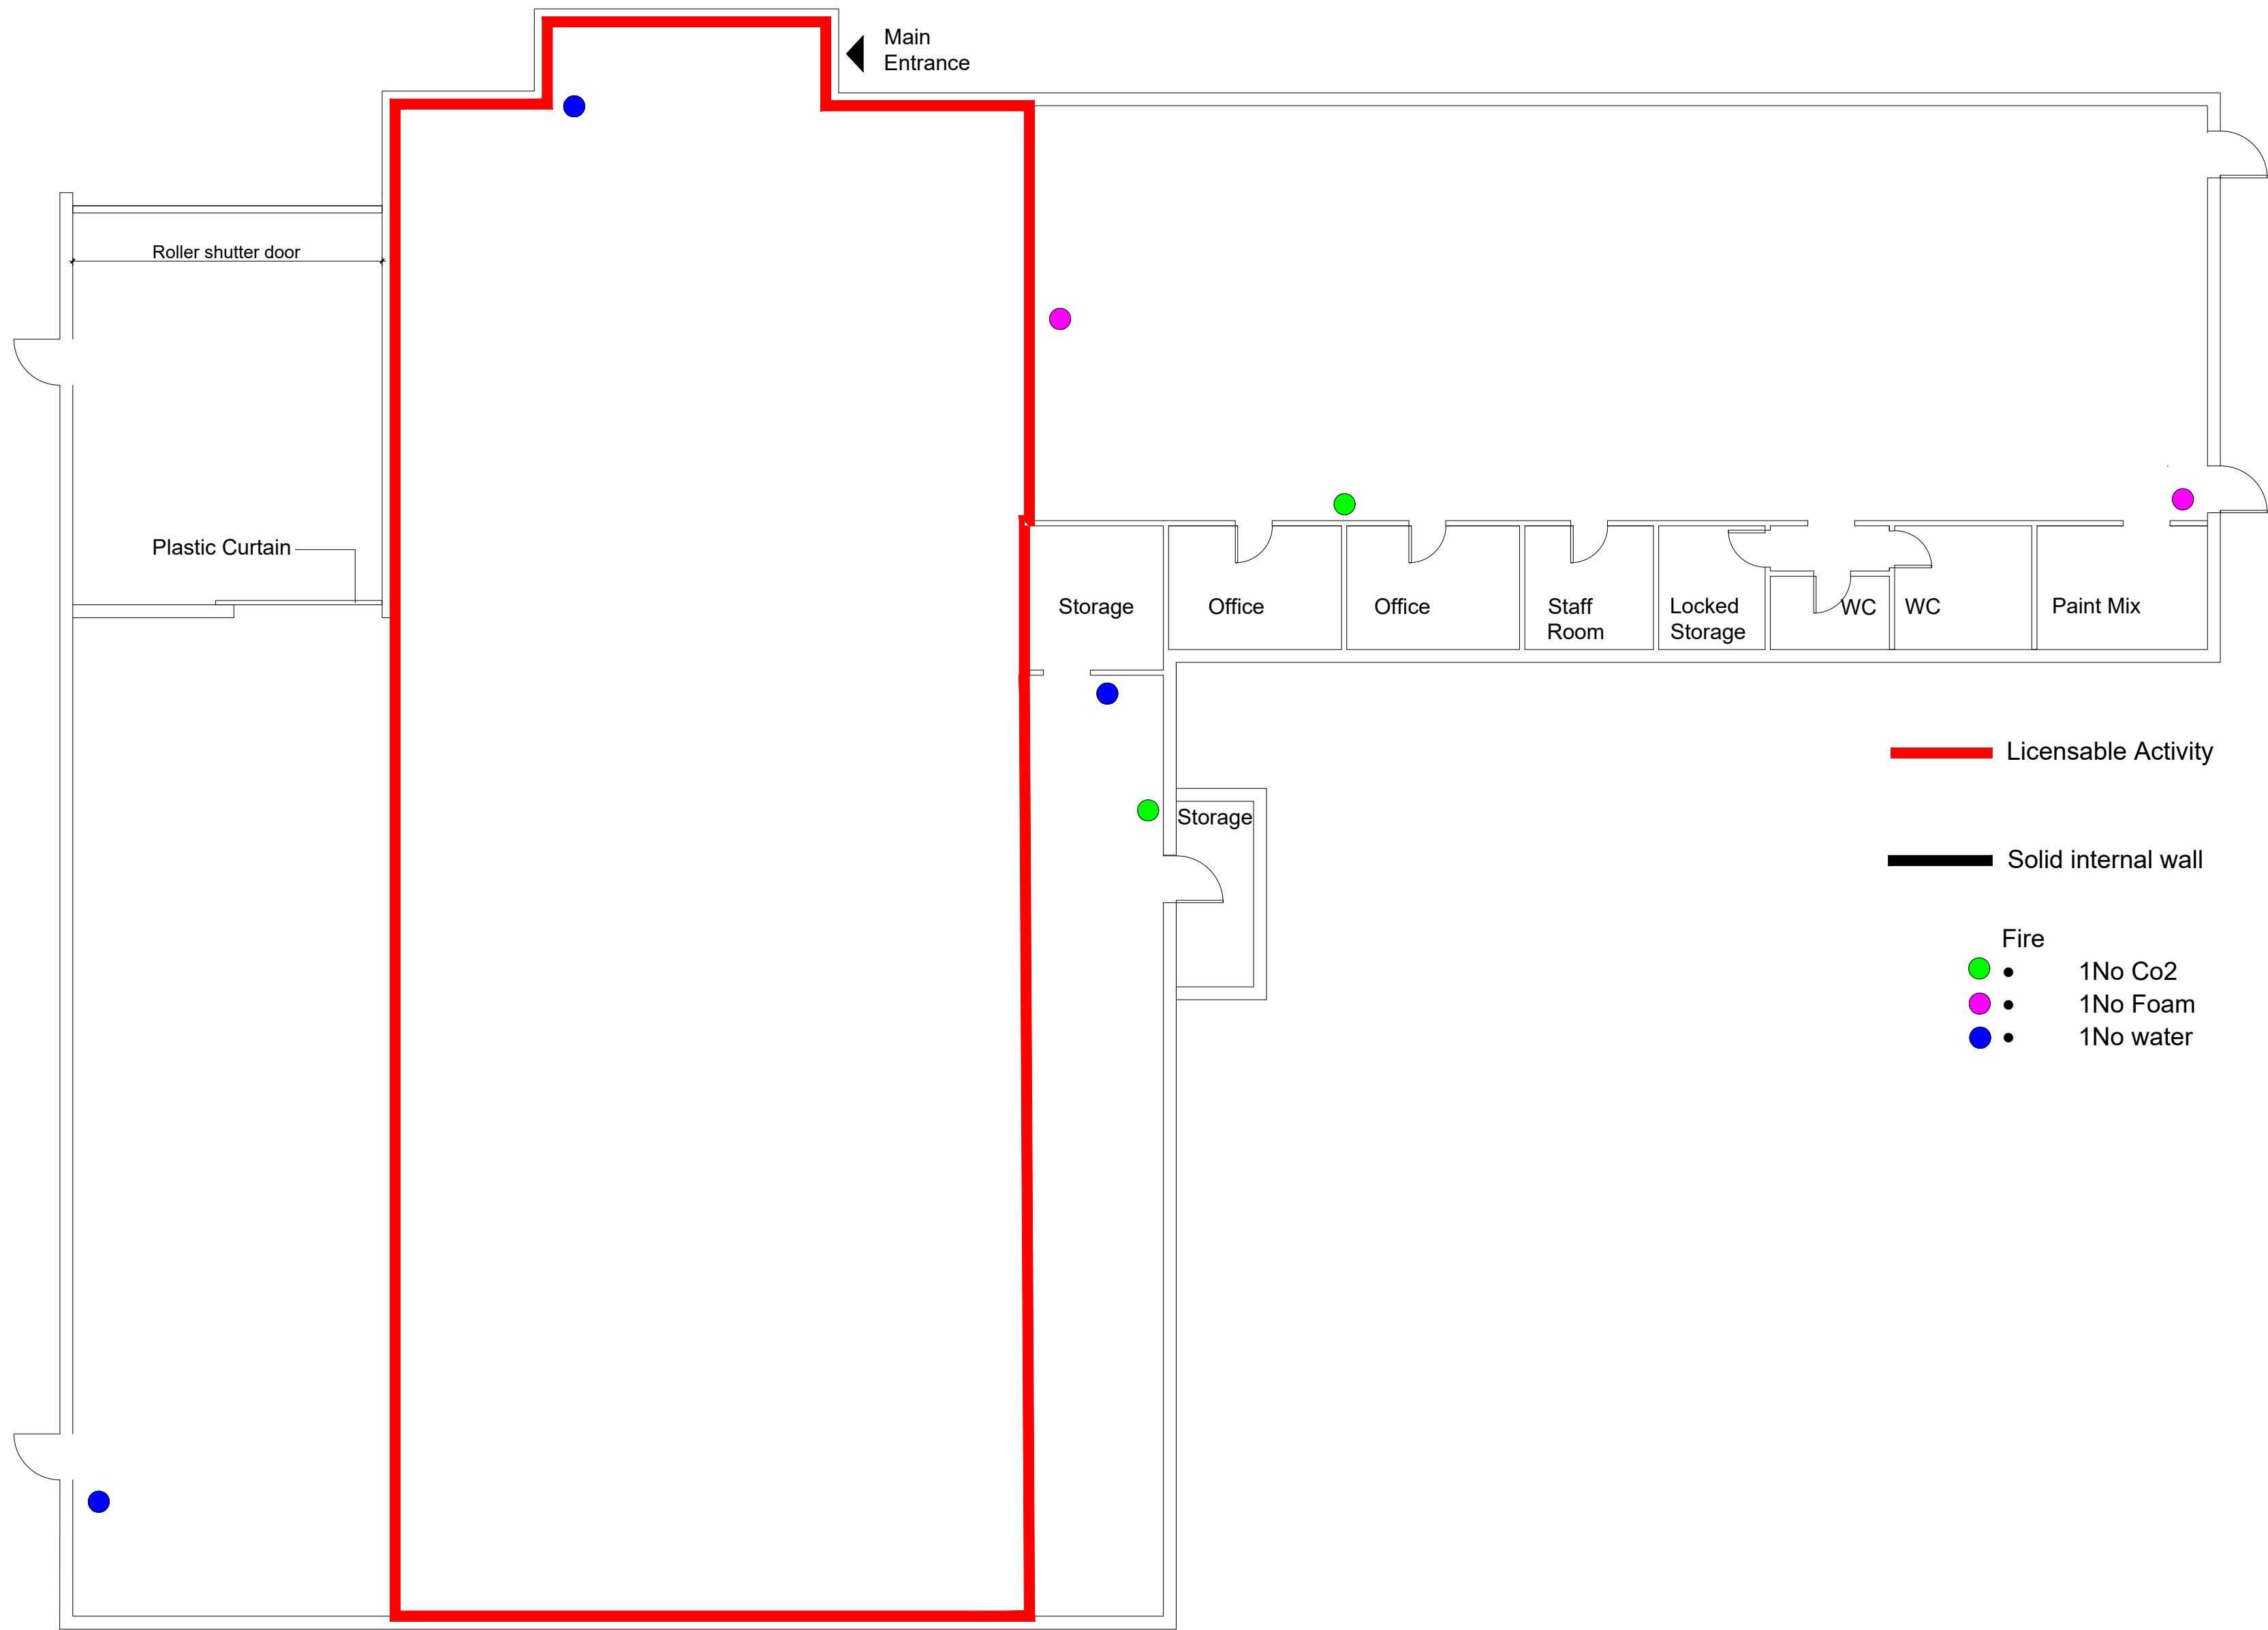 Main
Entrance
Roller shutter door
Plastic Curtain
Storage
Office
Office
Staff
Room
Locked
Storage
WC
WC
Paint Mix
Storage
Licensable Activity
Solid internal wall
Fire
• 1No Co2
• 1No Foam
• 1No water